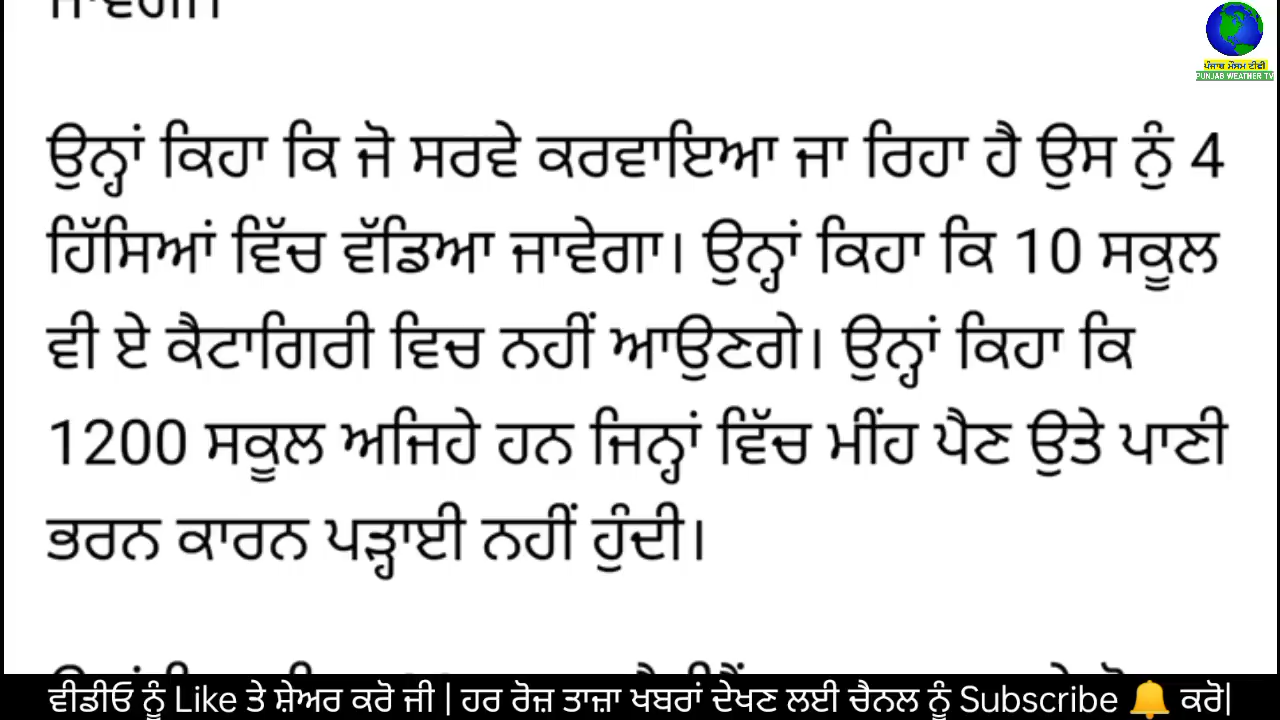 ਪੰਜਾਬ ਮੌਸਮ ਟੀਵੀ
PUNJAB WEATHER TV
ਉਨ੍ਹਾਂ ਕਿਹਾ ਕਿ ਜੋ ਸਰਵੇ ਕਰਵਾਇਆ ਜਾ ਰਿਹਾ ਹੈ ਉਸ ਨੂੰ 4
ਹਿੱਸਿਆਂ ਵਿੱਚ ਵੱਡਿਆ ਜਾਵੇਗਾ। ਉਨ੍ਹਾਂ ਕਿਹਾ ਕਿ 10 ਸਕੂਲ
ਵੀ ਏ ਕੈਟਾਗਿਰੀ ਵਿਚ ਨਹੀਂ ਆਉਣਗੇ। ਉਨ੍ਹਾਂ ਕਿਹਾ ਕਿ
1200 ਸਕੂਲ ਅਜਿਹੇ ਹਨ ਜਿਨ੍ਹਾਂ ਵਿੱਚ ਮੀਂਹ ਪੈਣ ਉਤੇ ਪਾਣੀ
ਭਰਨ ਕਾਰਨ ਪੜ੍ਹਾਈ ਨਹੀਂ ਹੁੰਦੀ।
ਵੀਡੀਓ ਨੂੰ Like ਤੇ ਸ਼ੇਅਰ ਕਰੋ ਜੀ | ਹਰ ਰੋਜ਼ ਤਾਜ਼ਾ ਖਬਰਾਂ ਦੇਖਣ ਲਈ ਚੈਨਲ ਨੂੰ Subscribe 🔔 ਕਰੋ|